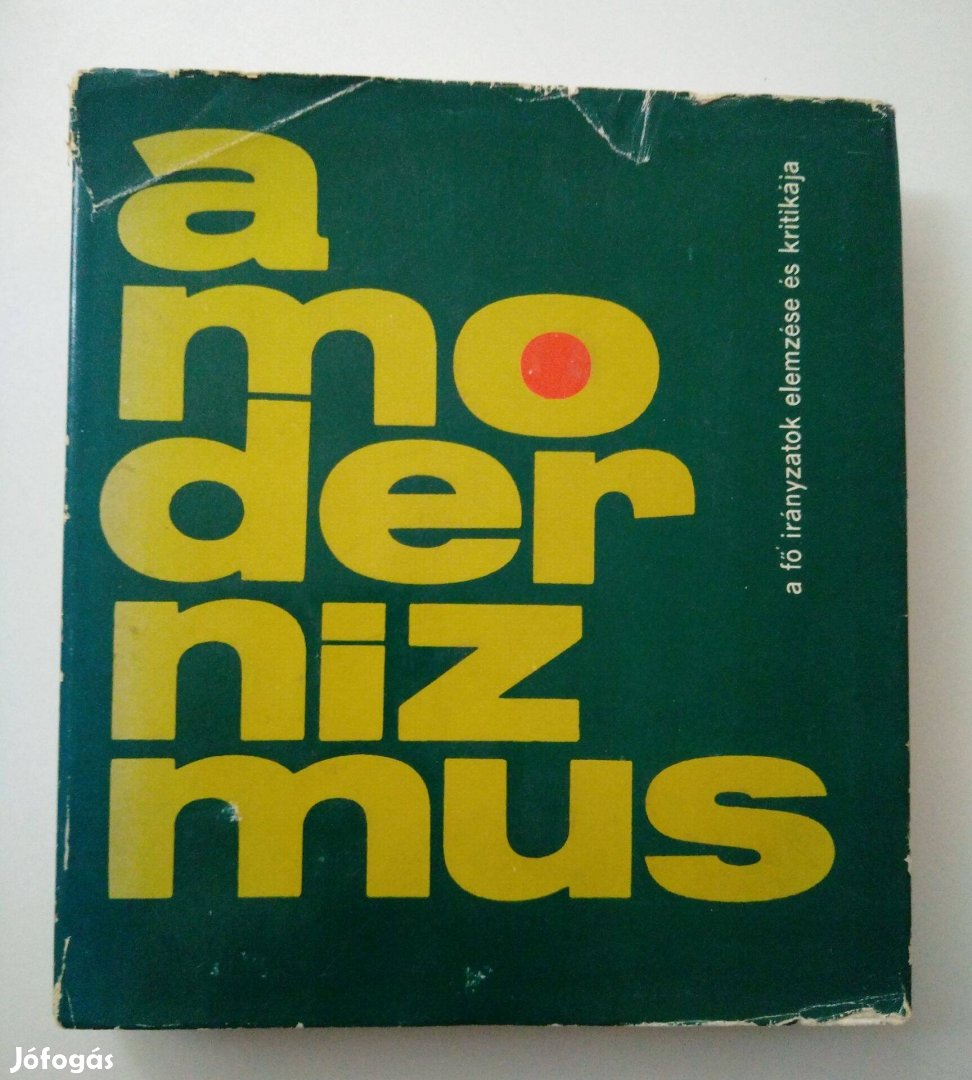 a
mo
der
niz
mus
a fő irányzatok elemzése és kritikája
Jófogás